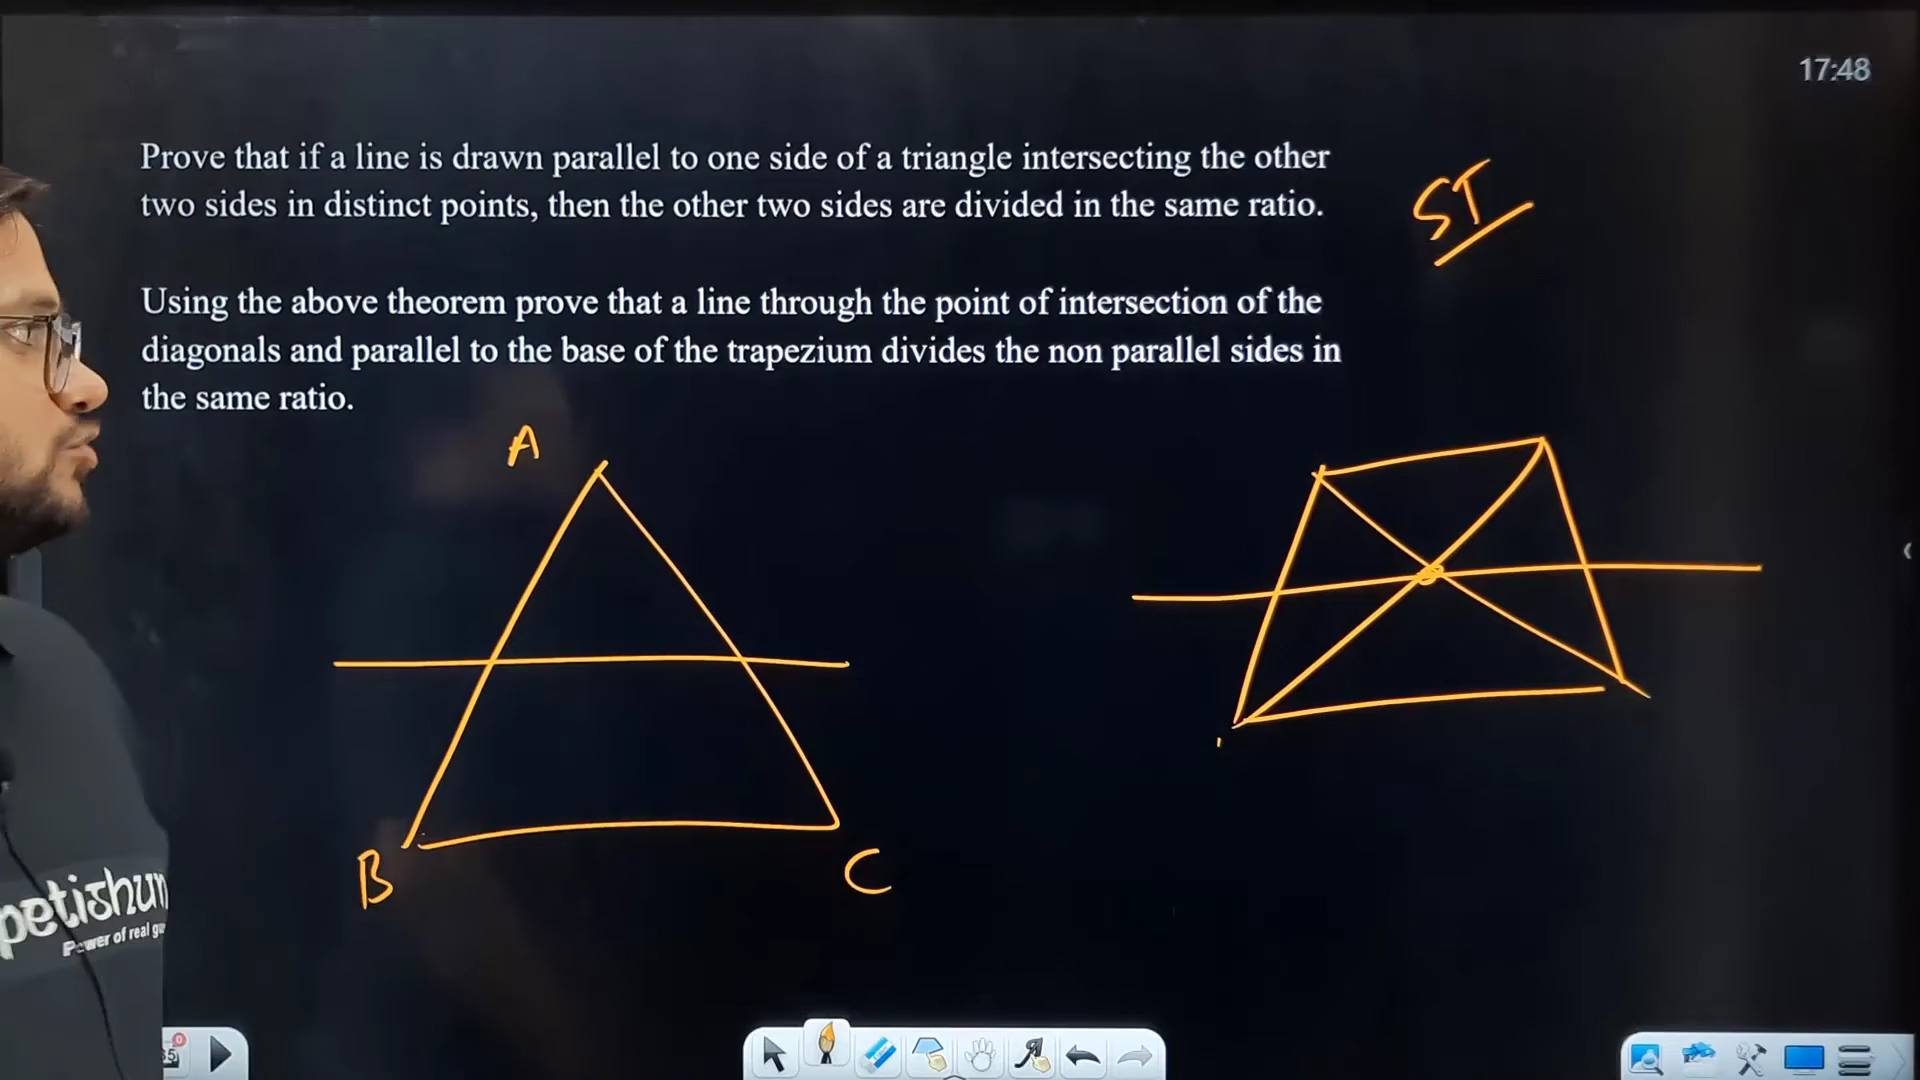 17:48
Prove that if a line is drawn parallel to one side of a triangle intersecting the other
two sides in distinct points, then the other two sides are divided in the same ratio.
ST
Using the above theorem prove that a line through the point of intersection of the
diagonals and parallel to the base of the trapezium divides the non parallel sides in
the same ratio.
A
B
C
petishun
Power of real